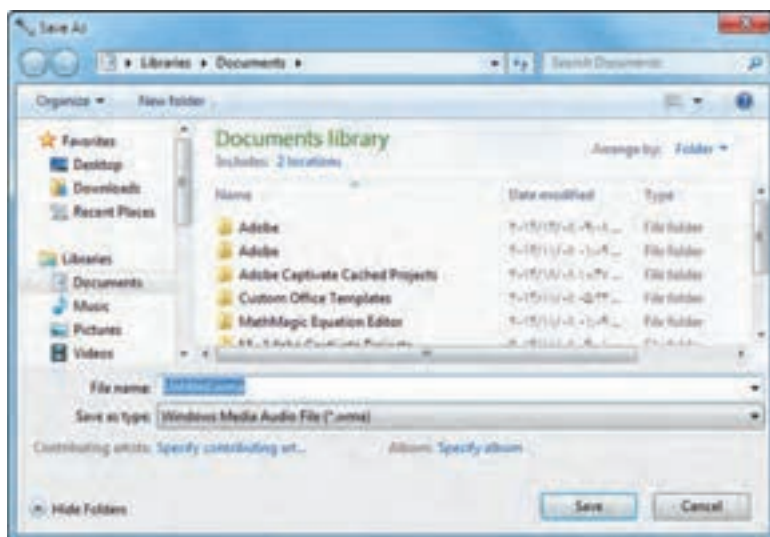 Save As
Libraries ▸ Documents ▸
Search Documents
Organize ▾ New folder
Favorites
Desktop
Downloads
Recent Places
Libraries
Documents
Music
Pictures
Videos
Documents library
Includes: 2 locations
Arrange by: Folder ▾
Name Date modified Type
Adobe File folder
Adobe File folder
Adobe Captivate Cached Projects File folder
Custom Office Templates File folder
MathMagic Equation Editor File folder
File name:
Save as type: Windows Media Audio File (*.wma)
Contributing artists: Specify contributing art... Album: Specify album
Hide Folders Save Cancel